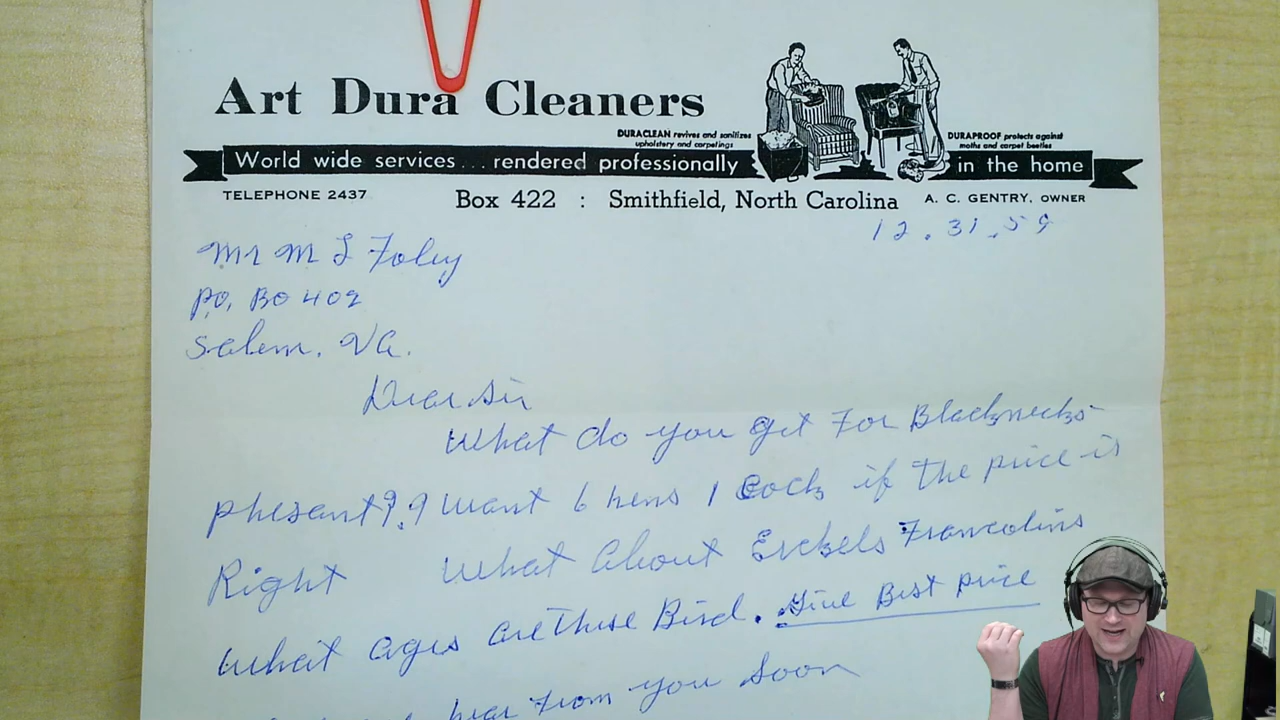 Art Dura Cleaners
DURACLEAN revives and sanitizes
upholstery and carpetings
DURAPROOF protects against
moths and carpet beetles
World wide services... rendered professionally in the home
TELEPHONE 2437 Box 422 : Smithfield, North Carolina A. C. GENTRY, OWNER
12.31.59
Mr M L Foley
PO. BO 402
Salem. VA.
Dear Sir
What do you get For Blacknecks
phesant?. I want 6 hens 1 Cock if the price is
Right What About Erckels Francolins
What ages are These Bird. Give Best price
hear From you Soon